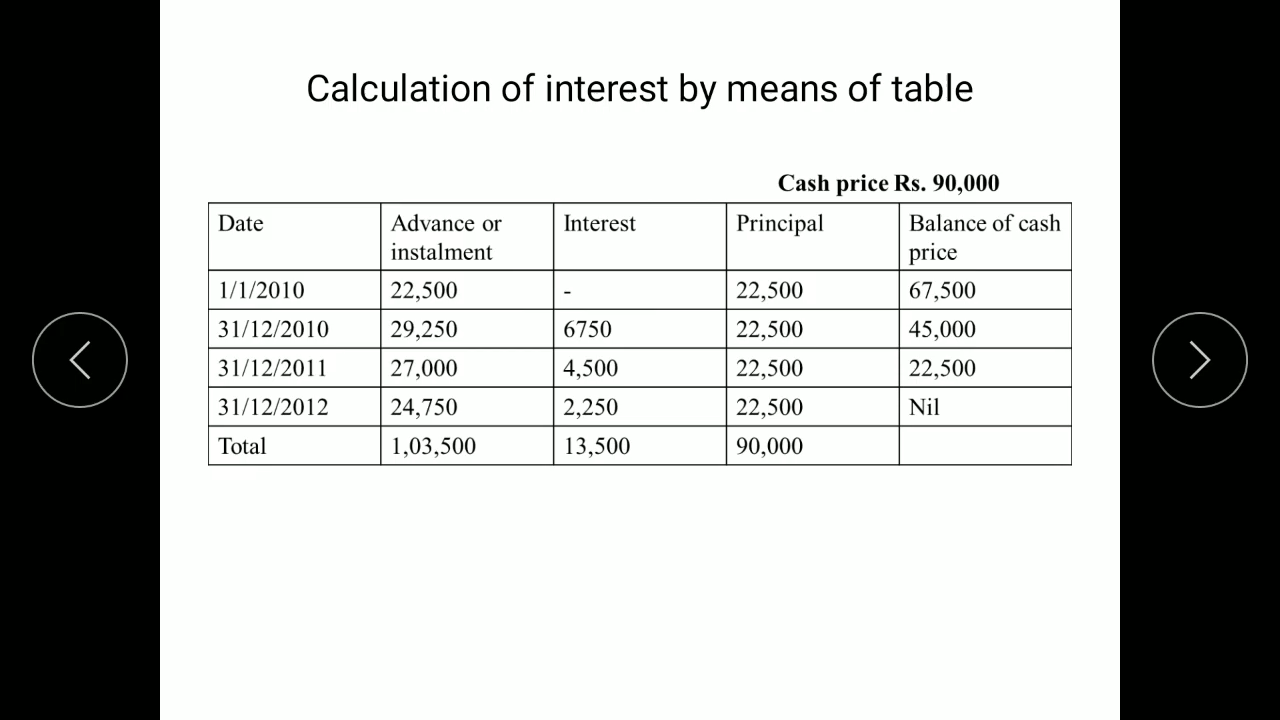 Calculation of interest by means of table
Cash price Rs. 90,000
Date Advance or instalment Interest Principal Balance of cash price
1/1/2010 22,500 - 22,500 67,500
31/12/2010 29,250 6750 22,500 45,000
31/12/2011 27,000 4,500 22,500 22,500
31/12/2012 24,750 2,250 22,500 Nil
Total 1,03,500 13,500 90,000